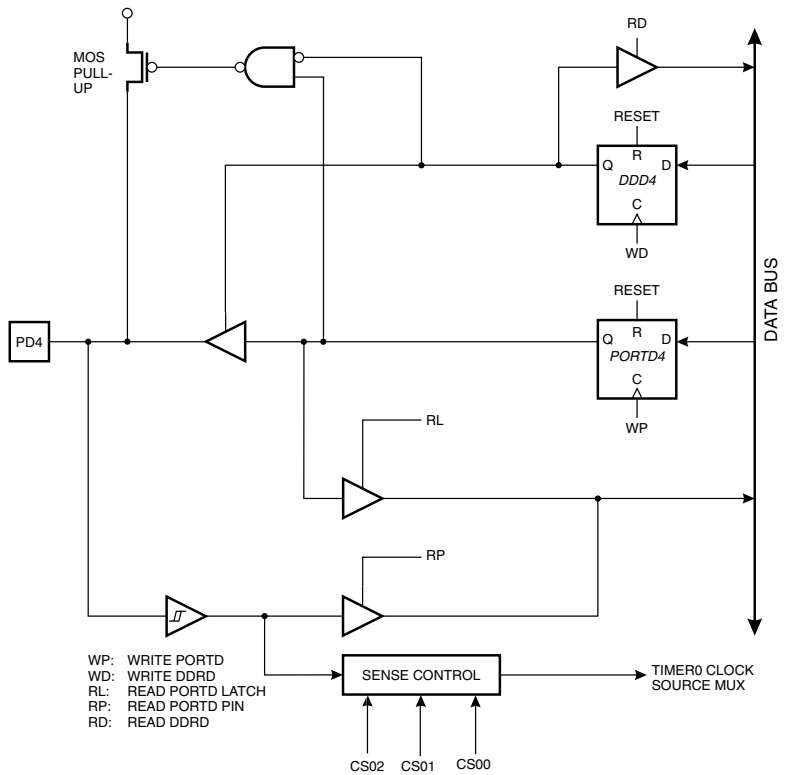 RD
MOS
PULL-
UP
RESET
R
Q
D
DDD4
C
WD
DATA BUS
RESET
R
Q
D
PORTD4
C
WP
PD4
RL
RP
WP: WRITE PORTD
WD: WRITE DDRD
RL: READ PORTD LATCH
RP: READ PORTD PIN
RD: READ DDRD
SENSE CONTROL
TIMER0 CLOCK
SOURCE MUX
CS02
CS01
CS00